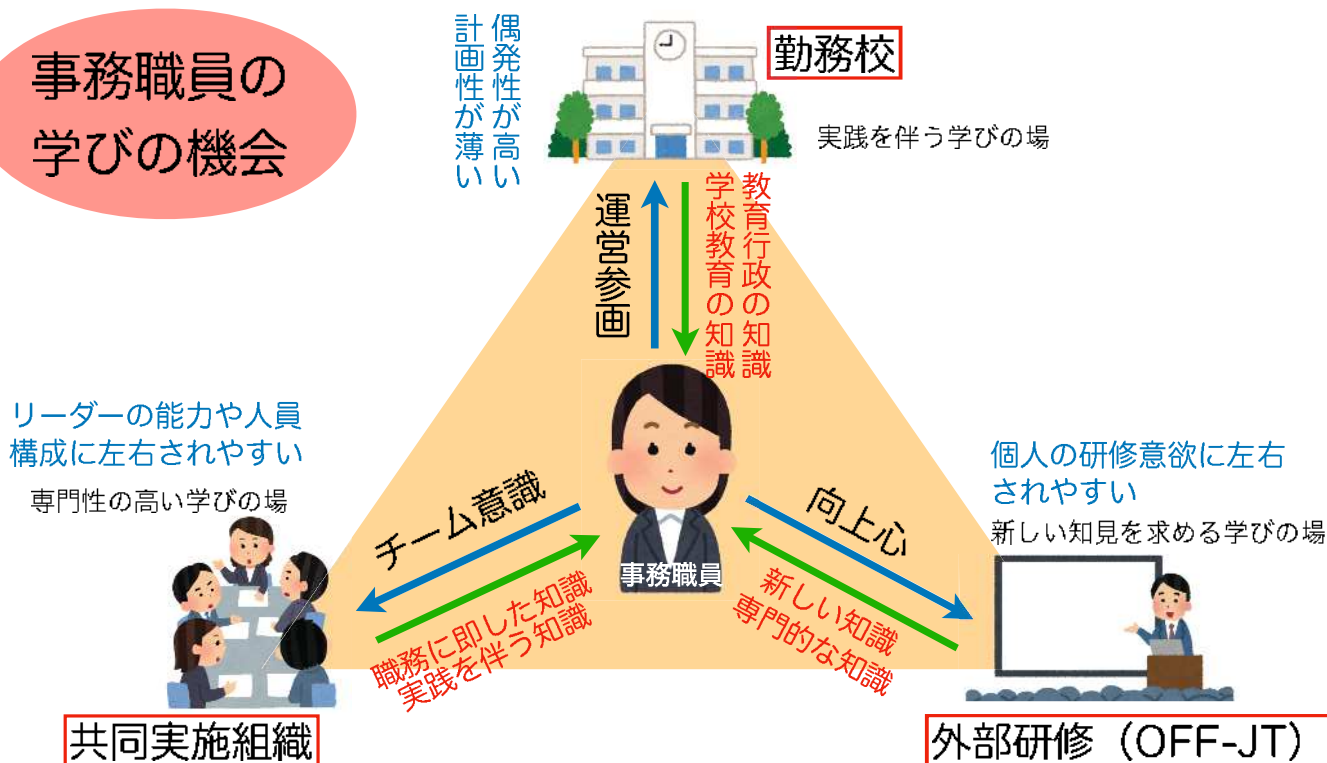 事務職員の
学びの機会
偶発性が高い
計画性が薄い
勤務校
実践を伴う学びの場
運営参画
教育行政の知識
学校教育の知識
リーダーの能力や人員
構成に左右されやすい
専門性の高い学びの場
チーム意識
職務に即した知識
実践を伴う知識
共同実施組織
事務職員
個人の研修意欲に左右
されやすい
新しい知見を求める学びの場
向上心
新しい知識
専門的な知識
外部研修（OFF-JT）